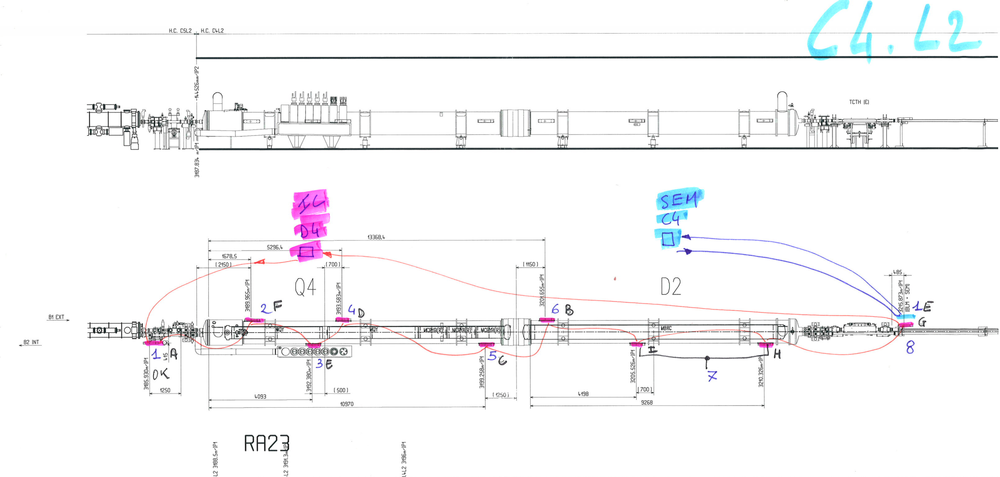 C4.L2
H.C. C5L2
H.C. C4L2
-144526m/IP2
3187.834 m/IP1
TCTH (E)
IC
D4
SEM
C4
13368,4
5296,4
1678,5
(2150)
(700)
(1150)
485
Q4
D2
3189.965m/IP1
3193.583m/IP1
3201.655m/IP1
3215.873m/IP1
(BLM + SEM)
2 F
4 D
6 B
1 E
G
B1 EXT
B2 INT
MQY
MQY
MCBYB(R)
MCBYA(R)
MCBYB(R)
MBRC
1 A
415
OK
3 E
5 C
I
H
7
8
3185.930m/IP1
3192.380m/IP1
3199.258m/IP1
3205.526m/IP1
3210.326m/IP1
1250
4093
(500)
(1250)
4198
(700)
10970
9268
RA23
L2 3188.5m/IP1
L2 3191.3m/IP1
L4L2 3196m/IP1